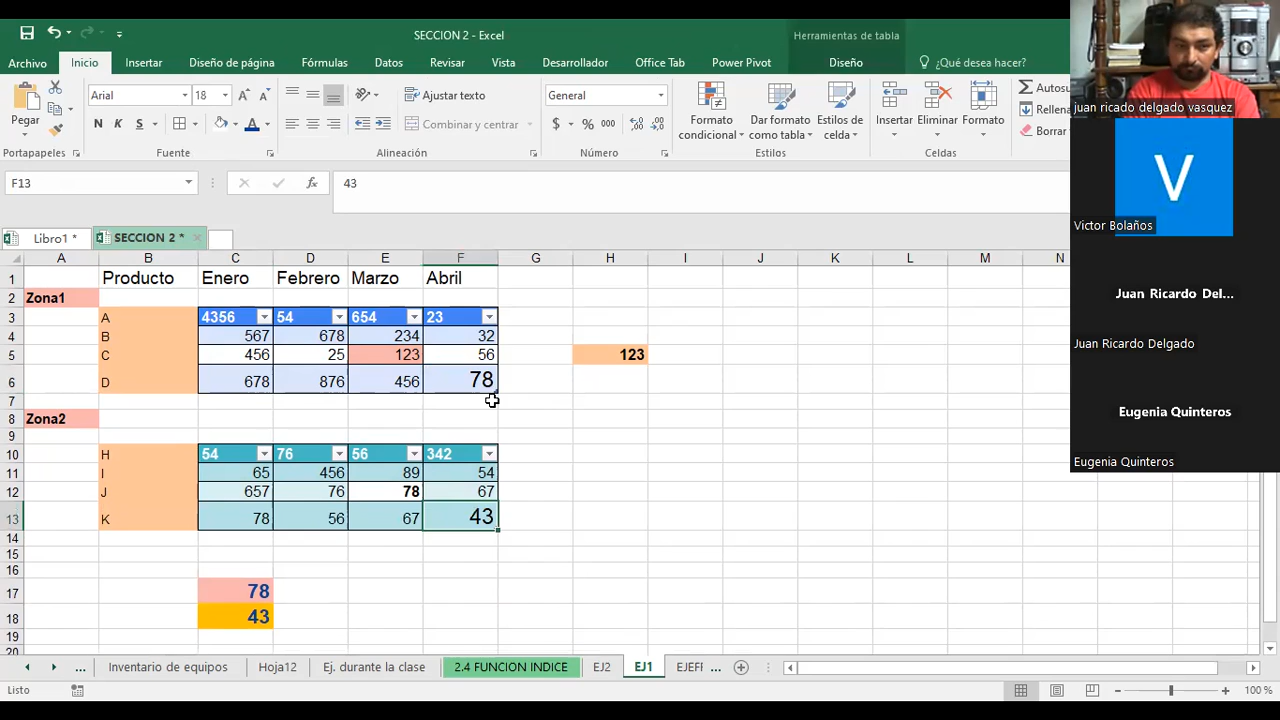 SECCION 2 - Excel
Herramientas de tabla
Archivo
Inicio
Insertar
Diseño de página
Fórmulas
Datos
Revisar
Vista
Desarrollador
Office Tab
Power Pivot
Diseño
¿Qué desea hacer?
Pegar
Arial
18
N K S
Ajustar texto
Combinar y centrar
General
$ % 000
Formato condicional
Dar formato como tabla
Estilos de celda
Insertar
Eliminar
Formato
Autosu
Rellena
Borrar
Portapapeles
Fuente
Alineación
Número
Estilos
Celdas
F13
fx
43
Libro1 *
SECCION 2 *
A B C D E F G H I J K L M N
1 Producto Enero Febrero Marzo Abril
2 Zona1
3 A 4356 54 654 23
4 B 567 678 234 32
5 C 456 25 123 56 123
6 D 678 876 456 78
7
8 Zona2
9
10 H 54 76 56 342
11 I 65 456 89 54
12 J 657 76 78 67
13 K 78 56 67 43
14
15
16
17 78
18 43
19
20
... Inventario de equipos Hoja12 Ej. durante la clase 2.4 FUNCION INDICE EJ2 EJ1 EJEFI ...
Listo
100 %
juan ricado delgado vasquez
V
Victor Bolaños
Juan Ricardo Del...
Juan Ricardo Delgado
Eugenia Quinteros
Eugenia Quinteros